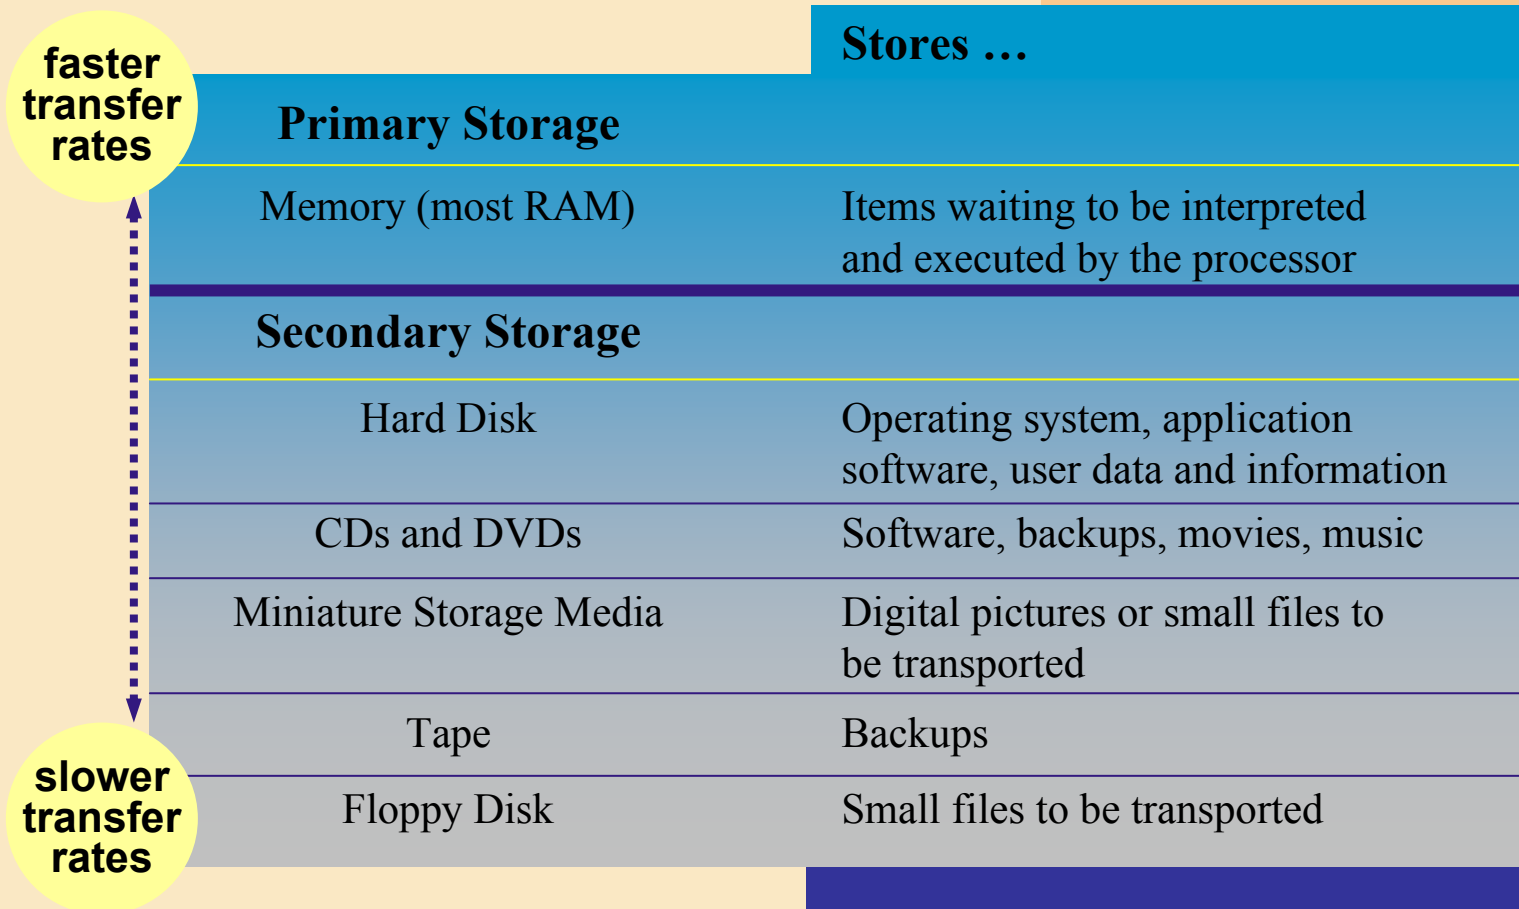 Stores …
faster
transfer
rates
Primary Storage
Memory (most RAM)
Items waiting to be interpreted
and executed by the processor
Secondary Storage
Hard Disk
Operating system, application
software, user data and information
CDs and DVDs
Software, backups, movies, music
Miniature Storage Media
Digital pictures or small files to
be transported
Tape
Backups
slower
transfer
rates
Floppy Disk
Small files to be transported